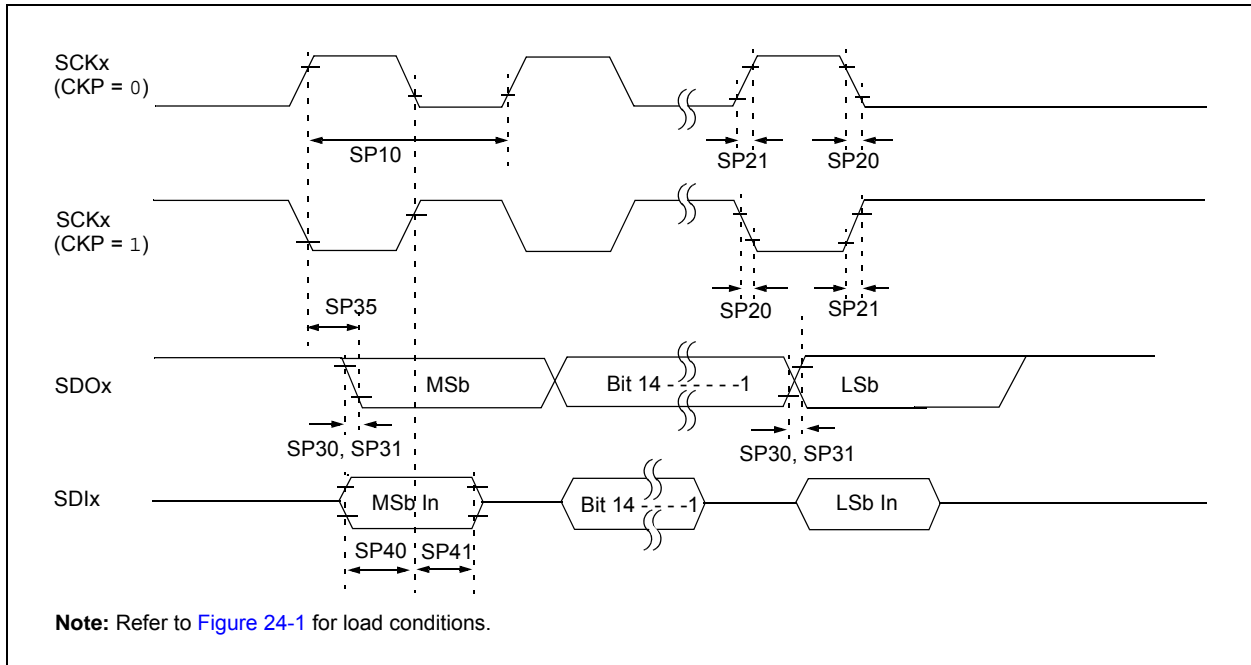 SCKx
(CKP = 0)
SP10
SP21
SP20
SCKx
(CKP = 1)
SP35
SP20
SP21
SDOx
MSb
Bit 14 - - - - - -1
LSb
SP30, SP31
SP30, SP31
SDIx
MSb In
Bit 14 - - - - -1
LSb In
SP40
SP41
Note: Refer to Figure 24-1 for load conditions.